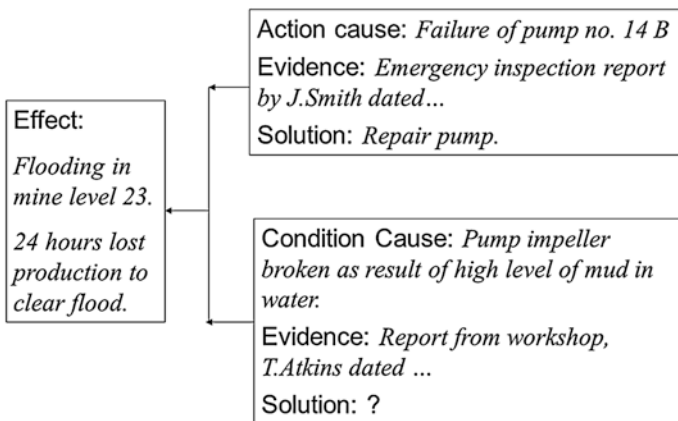 Action cause: Failure of pump no. 14 B
Evidence: Emergency inspection report
by J.Smith dated…
Solution: Repair pump.
Effect:
Flooding in
mine level 23.
24 hours lost
production to
clear flood.
Condition Cause: Pump impeller
broken as result of high level of mud in
water.
Evidence: Report from workshop,
T.Atkins dated …
Solution: ?